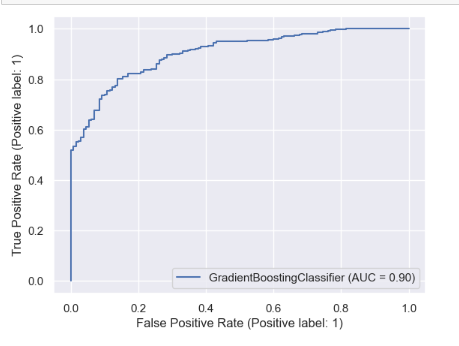 1.0
0.8
0.6
0.4
0.2
0.0
True Positive Rate (Positive label: 1)
GradientBoostingClassifier (AUC = 0.90)
0.0 0.2 0.4 0.6 0.8 1.0
False Positive Rate (Positive label: 1)